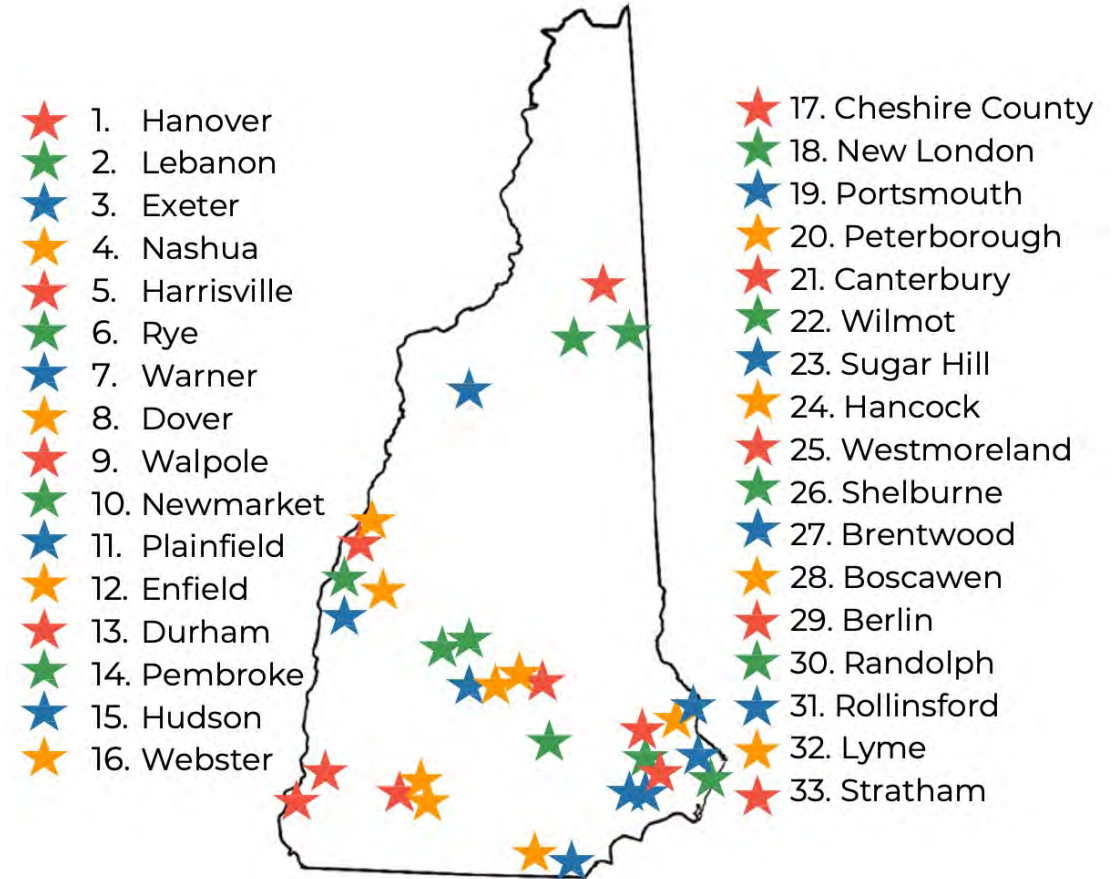 1. Hanover
2. Lebanon
3. Exeter
4. Nashua
5. Harrisville
6. Rye
7. Warner
8. Dover
9. Walpole
10. Newmarket
11. Plainfield
12. Enfield
13. Durham
14. Pembroke
15. Hudson
16. Webster
17. Cheshire County
18. New London
19. Portsmouth
20. Peterborough
21. Canterbury
22. Wilmot
23. Sugar Hill
24. Hancock
25. Westmoreland
26. Shelburne
27. Brentwood
28. Boscawen
29. Berlin
30. Randolph
31. Rollinsford
32. Lyme
33. Stratham